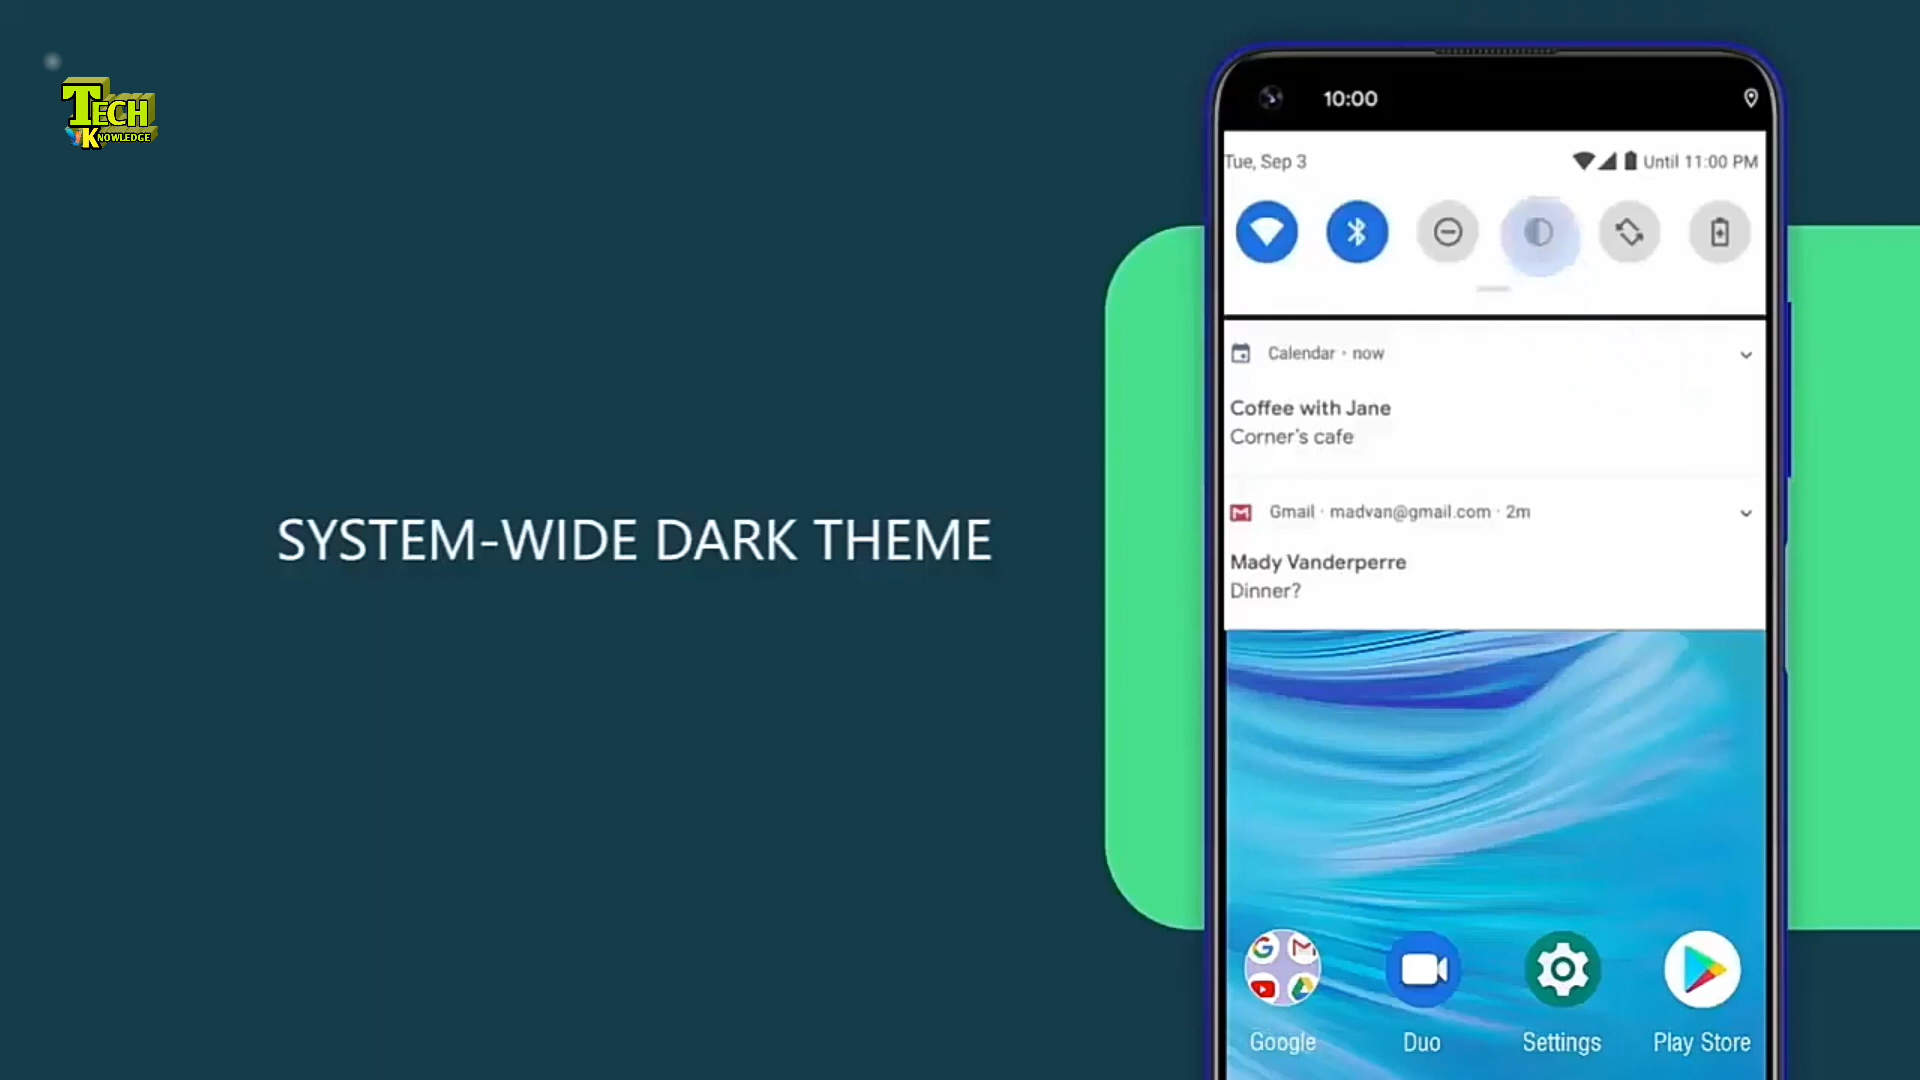 TECH
KNOWLEDGE
SYSTEM-WIDE DARK THEME
10:00
Tue, Sep 3
Until 11:00 PM
Calendar · now
Coffee with Jane
Corner's cafe
Gmail · madvan@gmail.com · 2m
Mady Vanderperre
Dinner?
Google Duo Settings Play Store